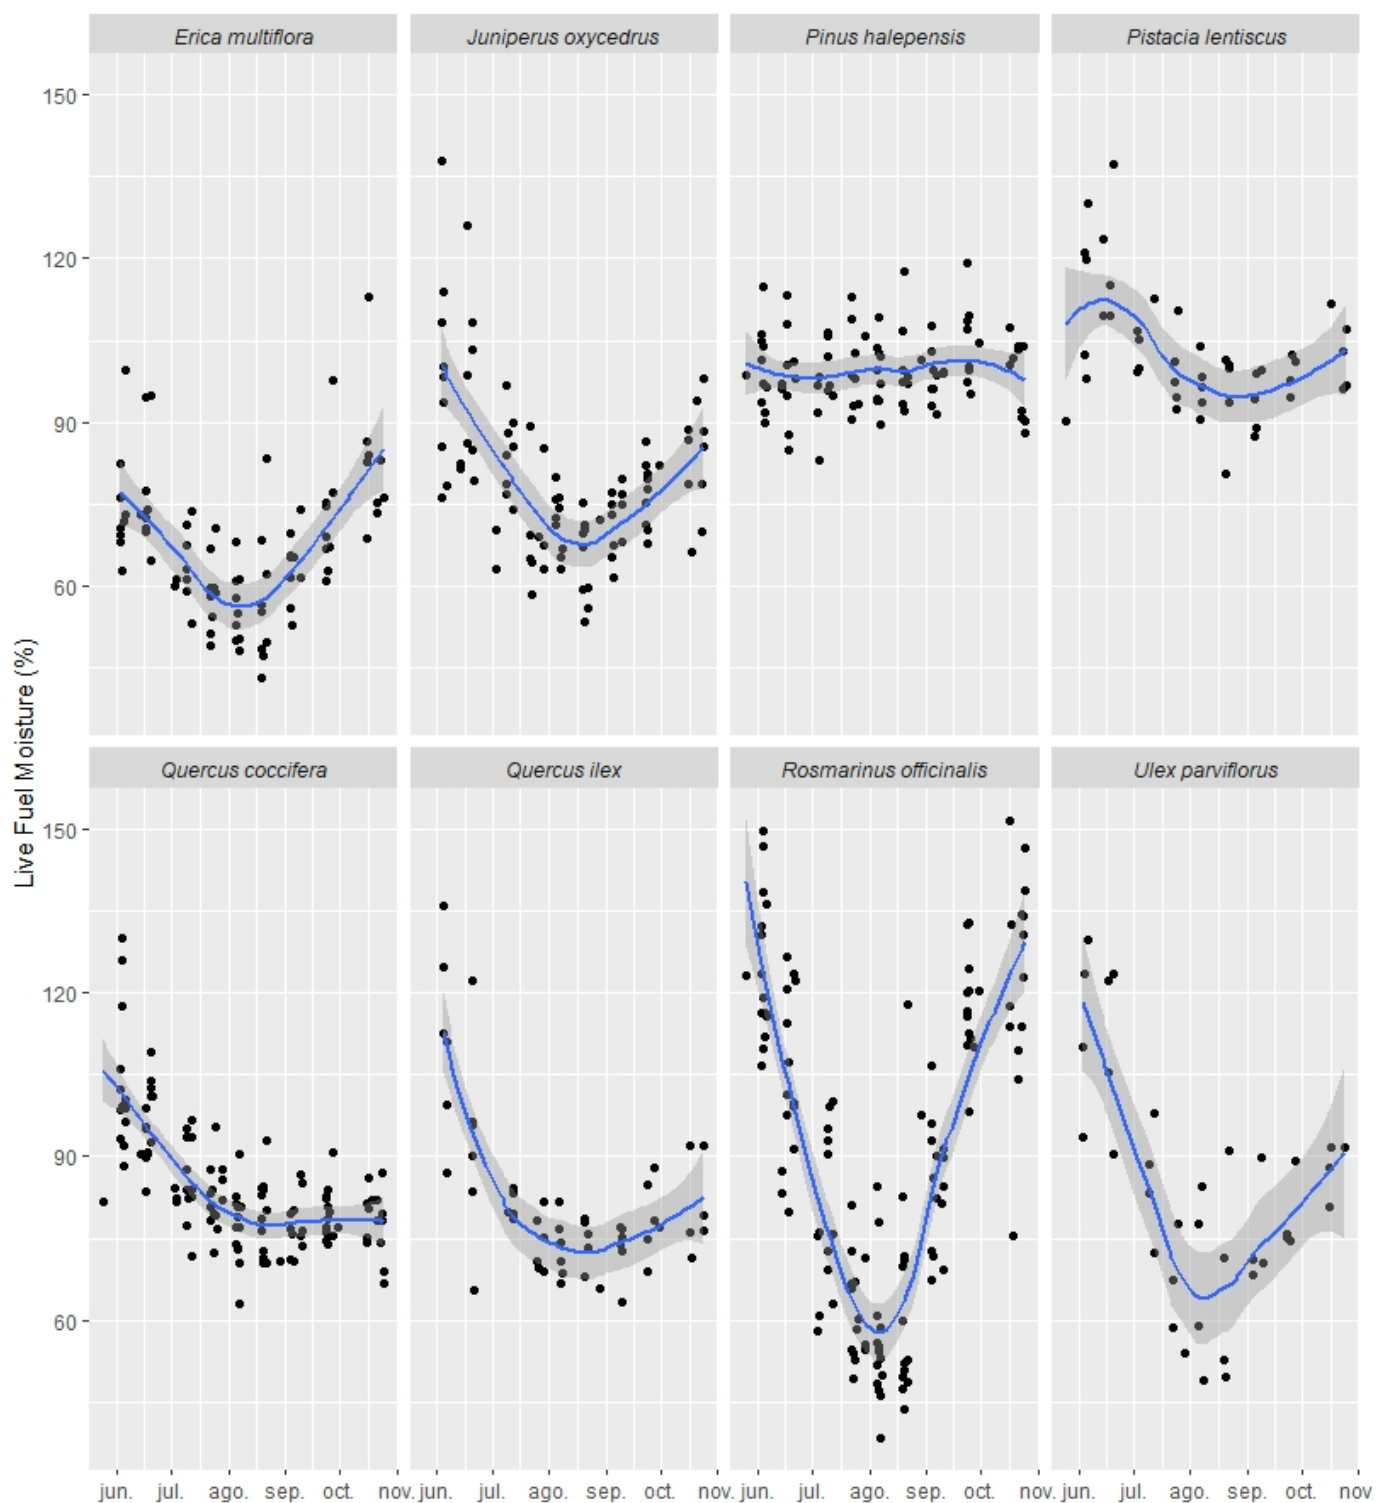 Erica multiflora Juniperus oxycedrus Pinus halepensis Pistacia lentiscus
150
120
90
60
Live Fuel Moisture (%)
Quercus coccifera Quercus ilex Rosmarinus officinalis Ulex parviflorus
150
120
90
60
jun. jul. ago. sep. oct. nov. jun. jul. ago. sep. oct. nov. jun. jul. ago. sep. oct. nov. jun. jul. ago. sep. oct. nov